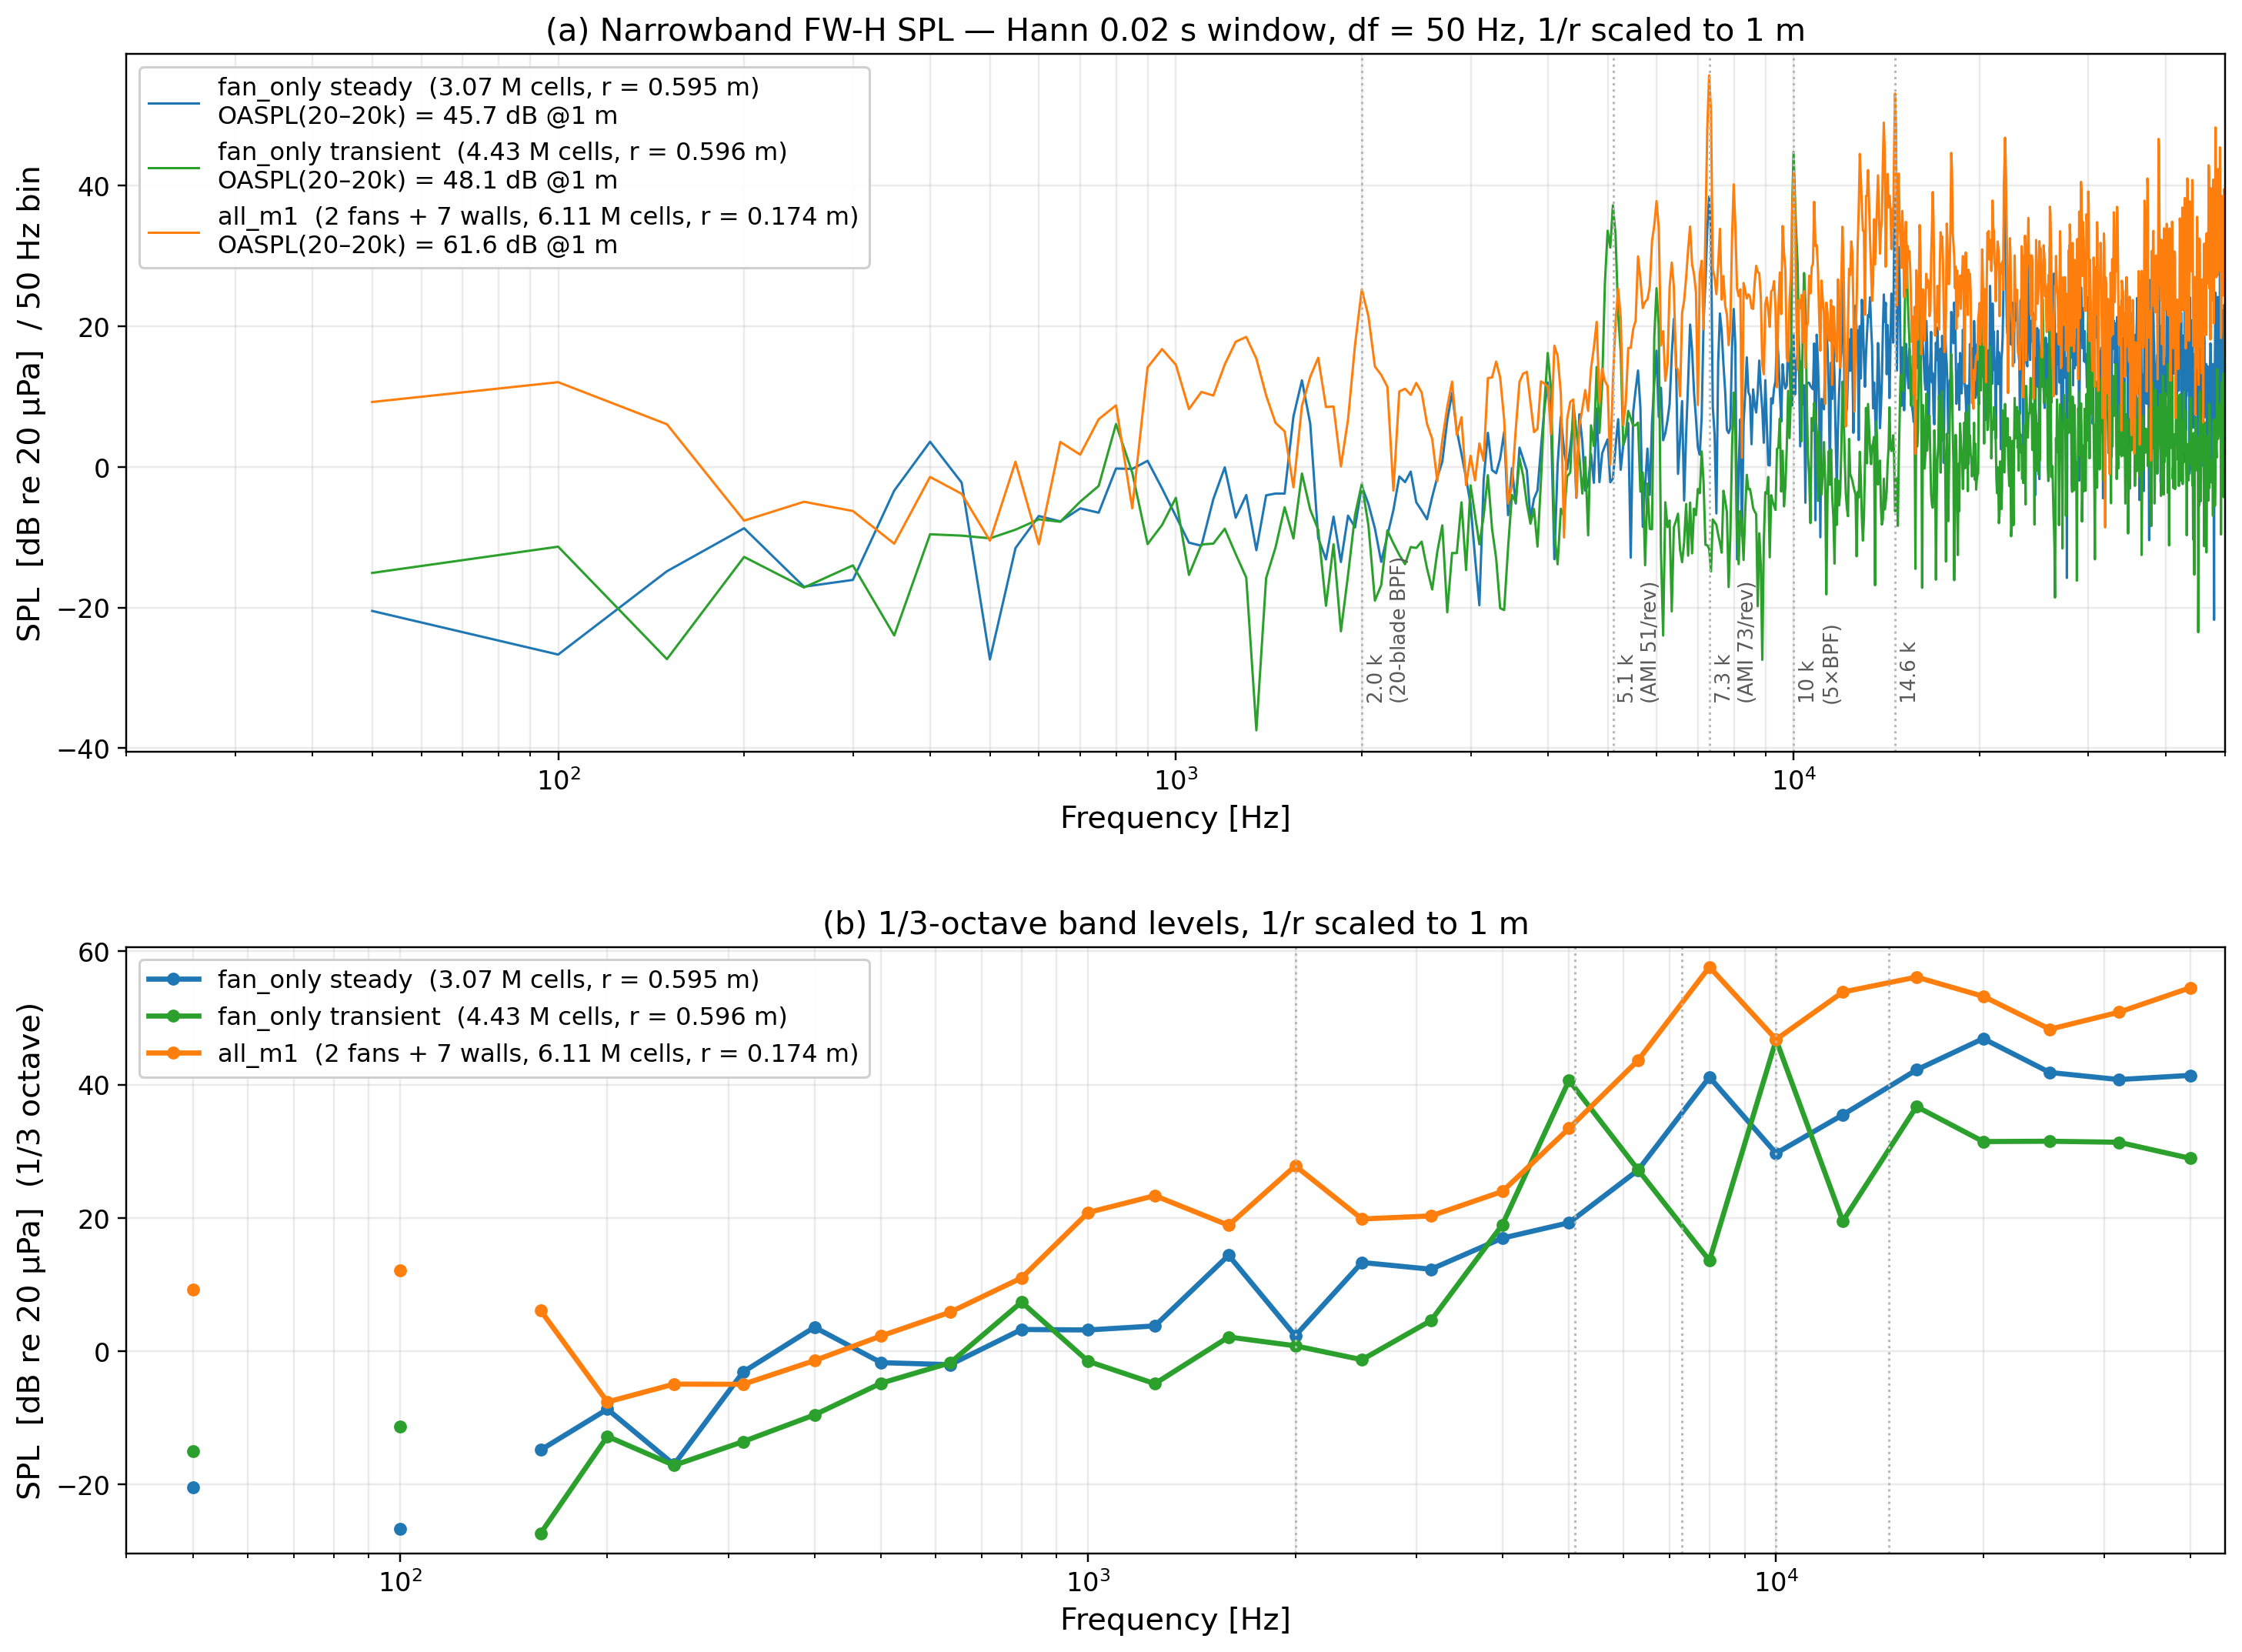 (a) Narrowband FW-H SPL — Hann 0.02 s window, df = 50 Hz, 1/r scaled to 1 m
fan_only steady  (3.07 M cells, r = 0.595 m)
OASPL(20–20k) = 45.7 dB @1 m
fan_only transient  (4.43 M cells, r = 0.596 m)
OASPL(20–20k) = 48.1 dB @1 m
all_m1  (2 fans + 7 walls, 6.11 M cells, r = 0.174 m)
OASPL(20–20k) = 61.6 dB @1 m
SPL  [dB re 20 µPa]  / 50 Hz bin
40
20
0
−20
−40
2.0 k
(20-blade BPF)
5.1 k
(AMI 51/rev)
7.3 k
(AMI 73/rev)
10 k
(5×BPF)
14.6 k
10²
10³
10⁴
Frequency [Hz]
(b) 1/3-octave band levels, 1/r scaled to 1 m
fan_only steady  (3.07 M cells, r = 0.595 m)
fan_only transient  (4.43 M cells, r = 0.596 m)
all_m1  (2 fans + 7 walls, 6.11 M cells, r = 0.174 m)
SPL  [dB re 20 µPa]  (1/3 octave)
60
40
20
0
−20
10²
10³
10⁴
Frequency [Hz]